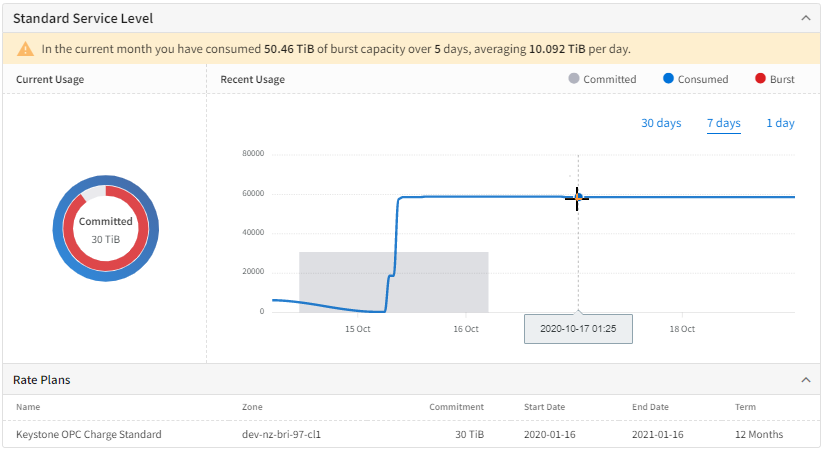 Standard Service Level
In the current month you have consumed 50.46 TiB of burst capacity over 5 days, averaging 10.092 TiB per day.
Current Usage
Recent Usage
Committed
Consumed
Burst
30 days
7 days
1 day
Committed
30 TiB
80000
60000
40000
20000
0
15 Oct
16 Oct
2020-10-17 01:25
18 Oct
Rate Plans
Name Zone Commitment Start Date End Date Term
Keystone OPC Charge Standard dev-nz-bri-97-cl1 30 TiB 2020-01-16 2021-01-16 12 Months